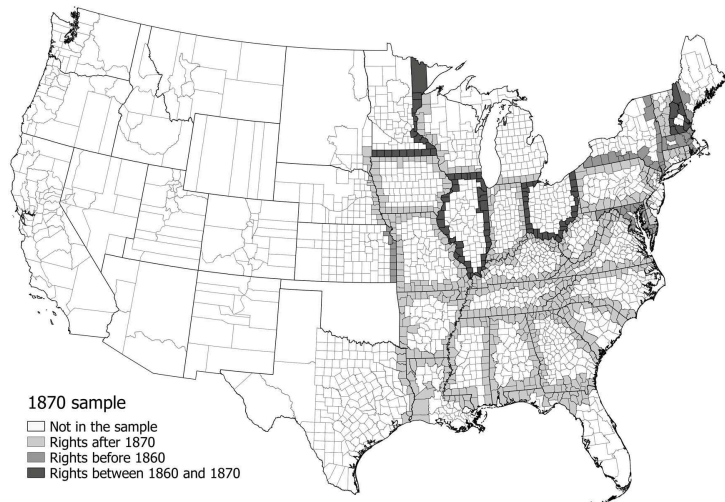 1870 sample
Not in the sample
Rights after 1870
Rights before 1860
Rights between 1860 and 1870